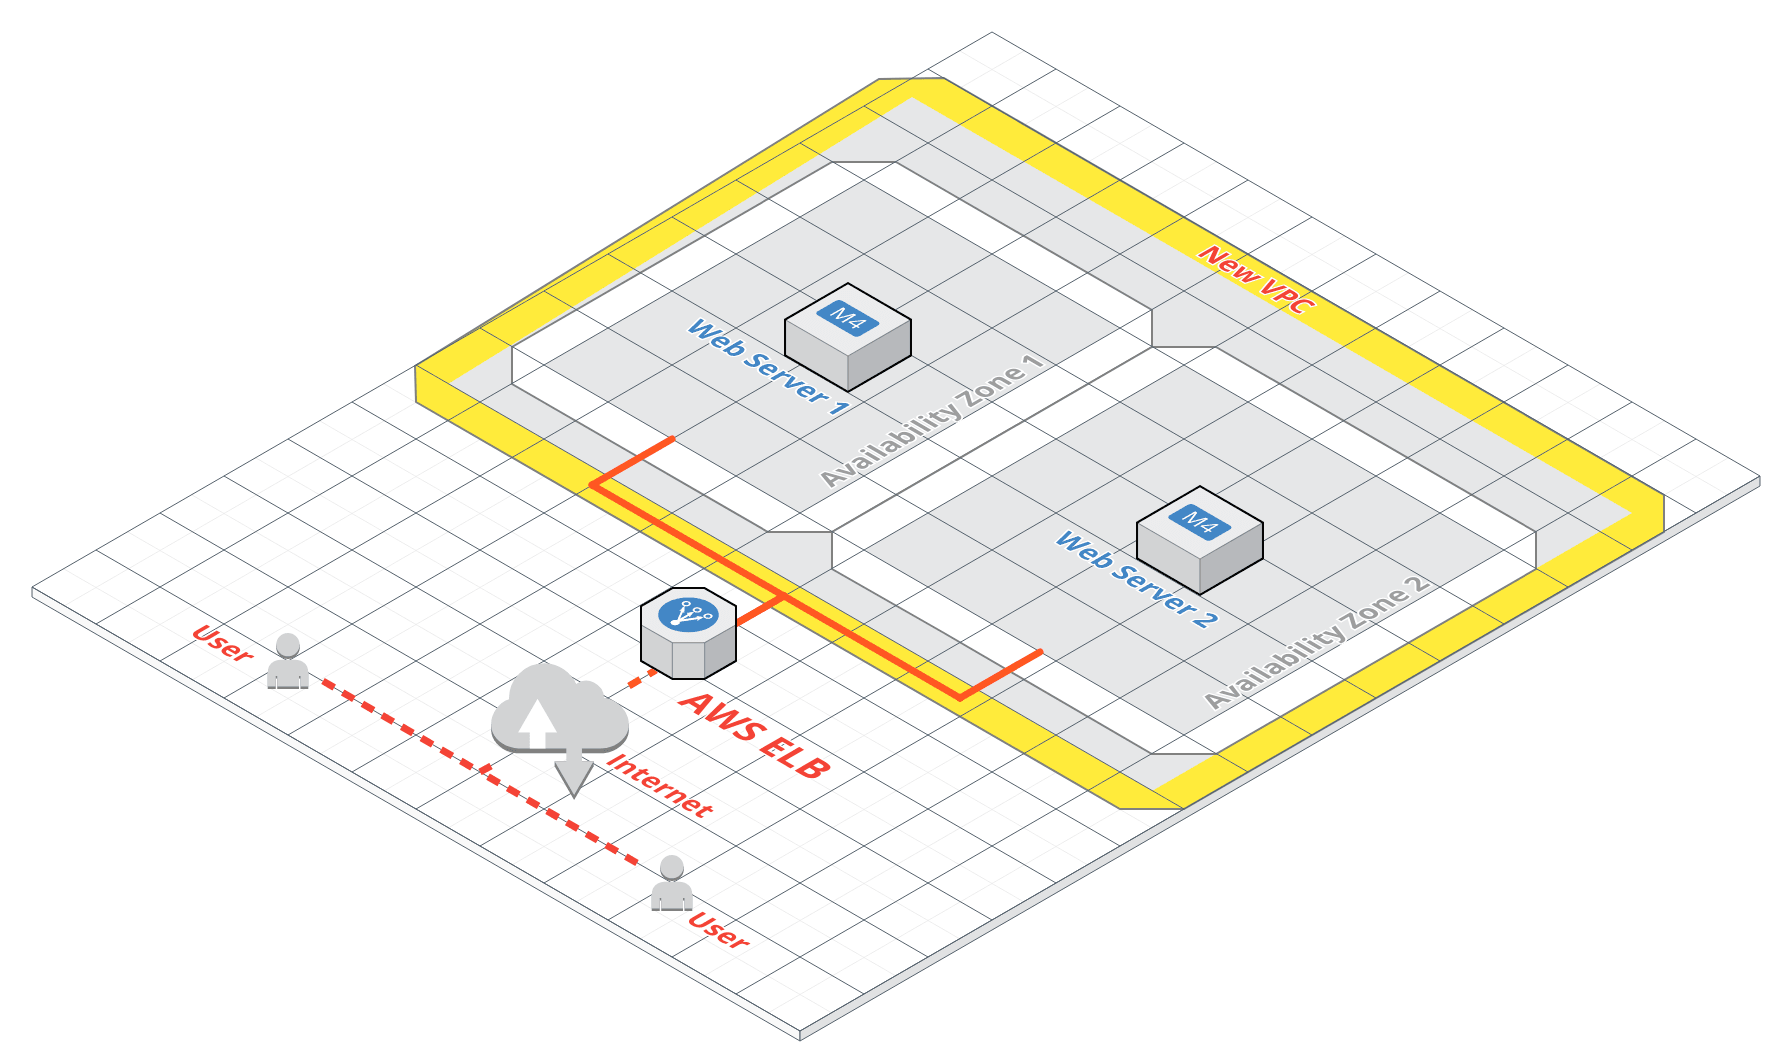 New VPC
M4
Web Server 1
Availability Zone 1
M4
Web Server 2
Availability Zone 2
User
AWS ELB
Internet
User